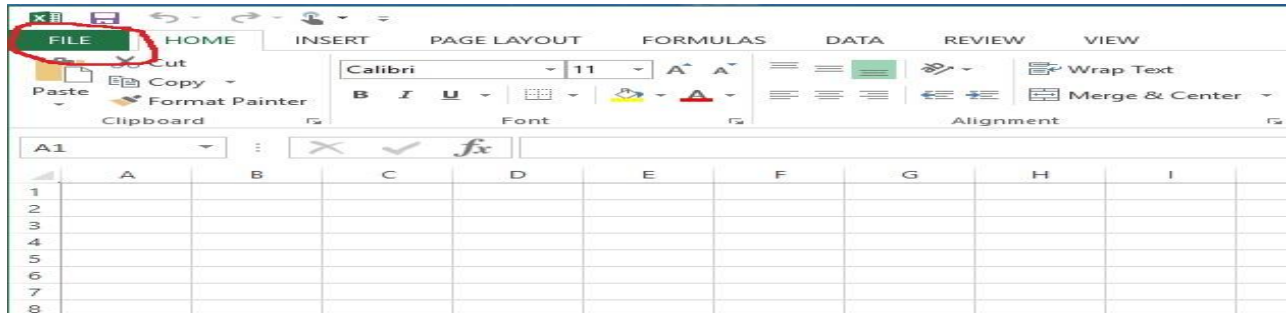 FILE HOME INSERT PAGE LAYOUT FORMULAS DATA REVIEW VIEW
Cut Calibri 11 A A Wrap Text
Copy
Paste B I U A Merge & Center
Format Painter
Clipboard Font Alignment
A1 fx
A B C D E F G H I
1
2
3
4
5
6
7
8